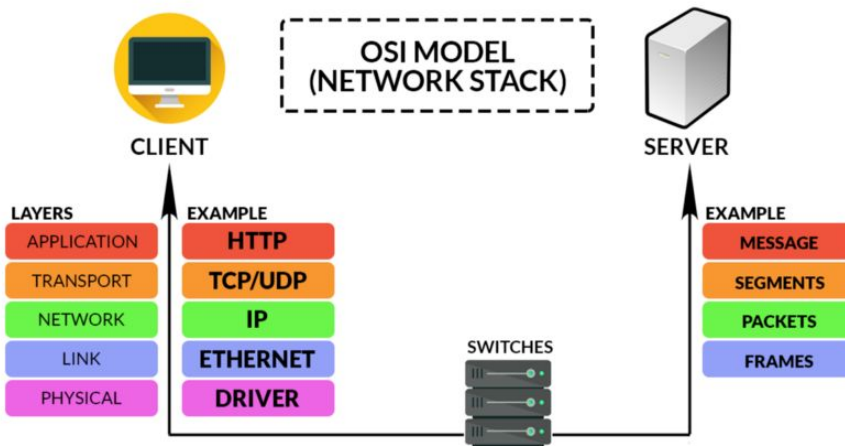 OSI MODEL
(NETWORK STACK)
CLIENT
SERVER
LAYERS
EXAMPLE
APPLICATION
HTTP
TRANSPORT
TCP/UDP
NETWORK
IP
LINK
ETHERNET
PHYSICAL
DRIVER
SWITCHES
EXAMPLE
MESSAGE
SEGMENTS
PACKETS
FRAMES